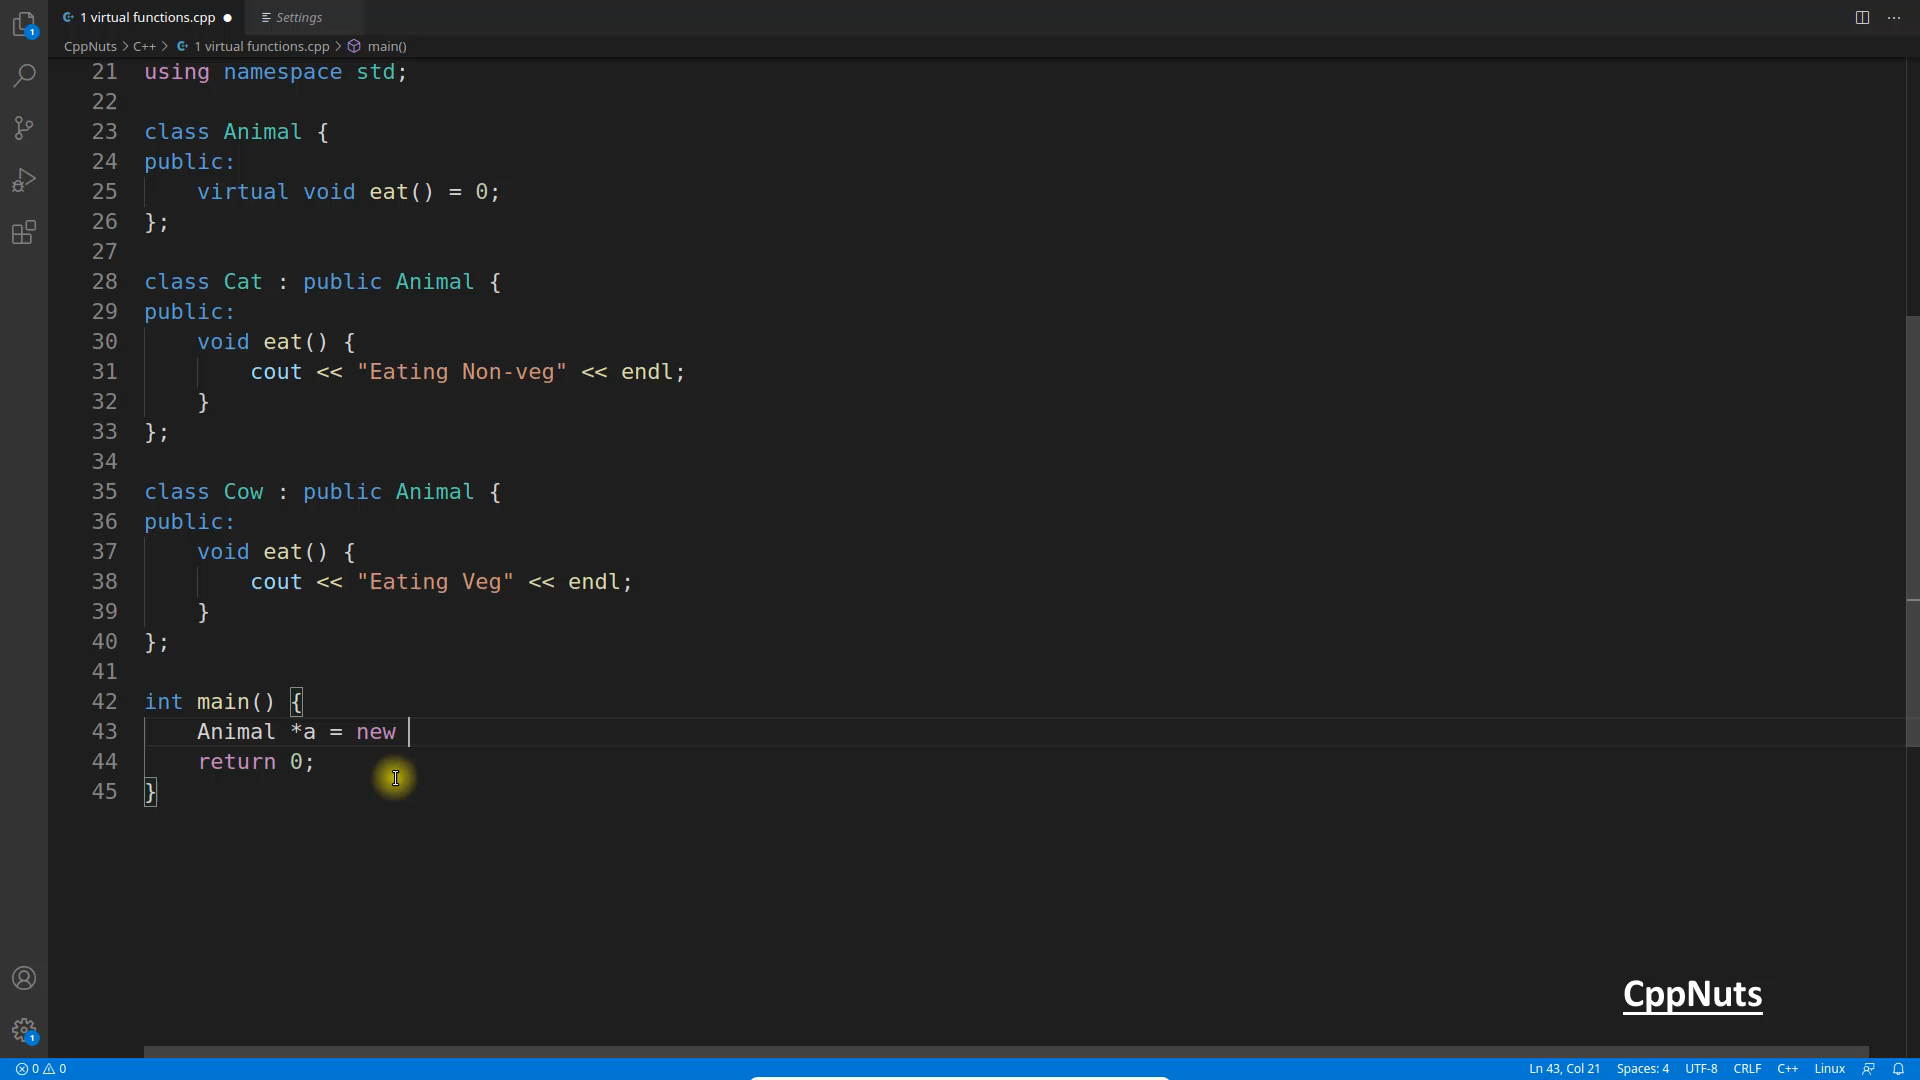 1 virtual functions.cpp ● Settings
CppNuts > C++ > 1 virtual functions.cpp > main()
21 using namespace std;
22
23 class Animal {
24 public:
25     virtual void eat() = 0;
26 };
27
28 class Cat : public Animal {
29 public:
30     void eat() {
31         cout << "Eating Non-veg" << endl;
32     }
33 };
34
35 class Cow : public Animal {
36 public:
37     void eat() {
38         cout << "Eating Veg" << endl;
39     }
40 };
41
42 int main() {
43     Animal *a = new
44     return 0;
45 }
CppNuts
0 0 Ln 43, Col 21 Spaces: 4 UTF-8 CRLF C++ Linux
1
1